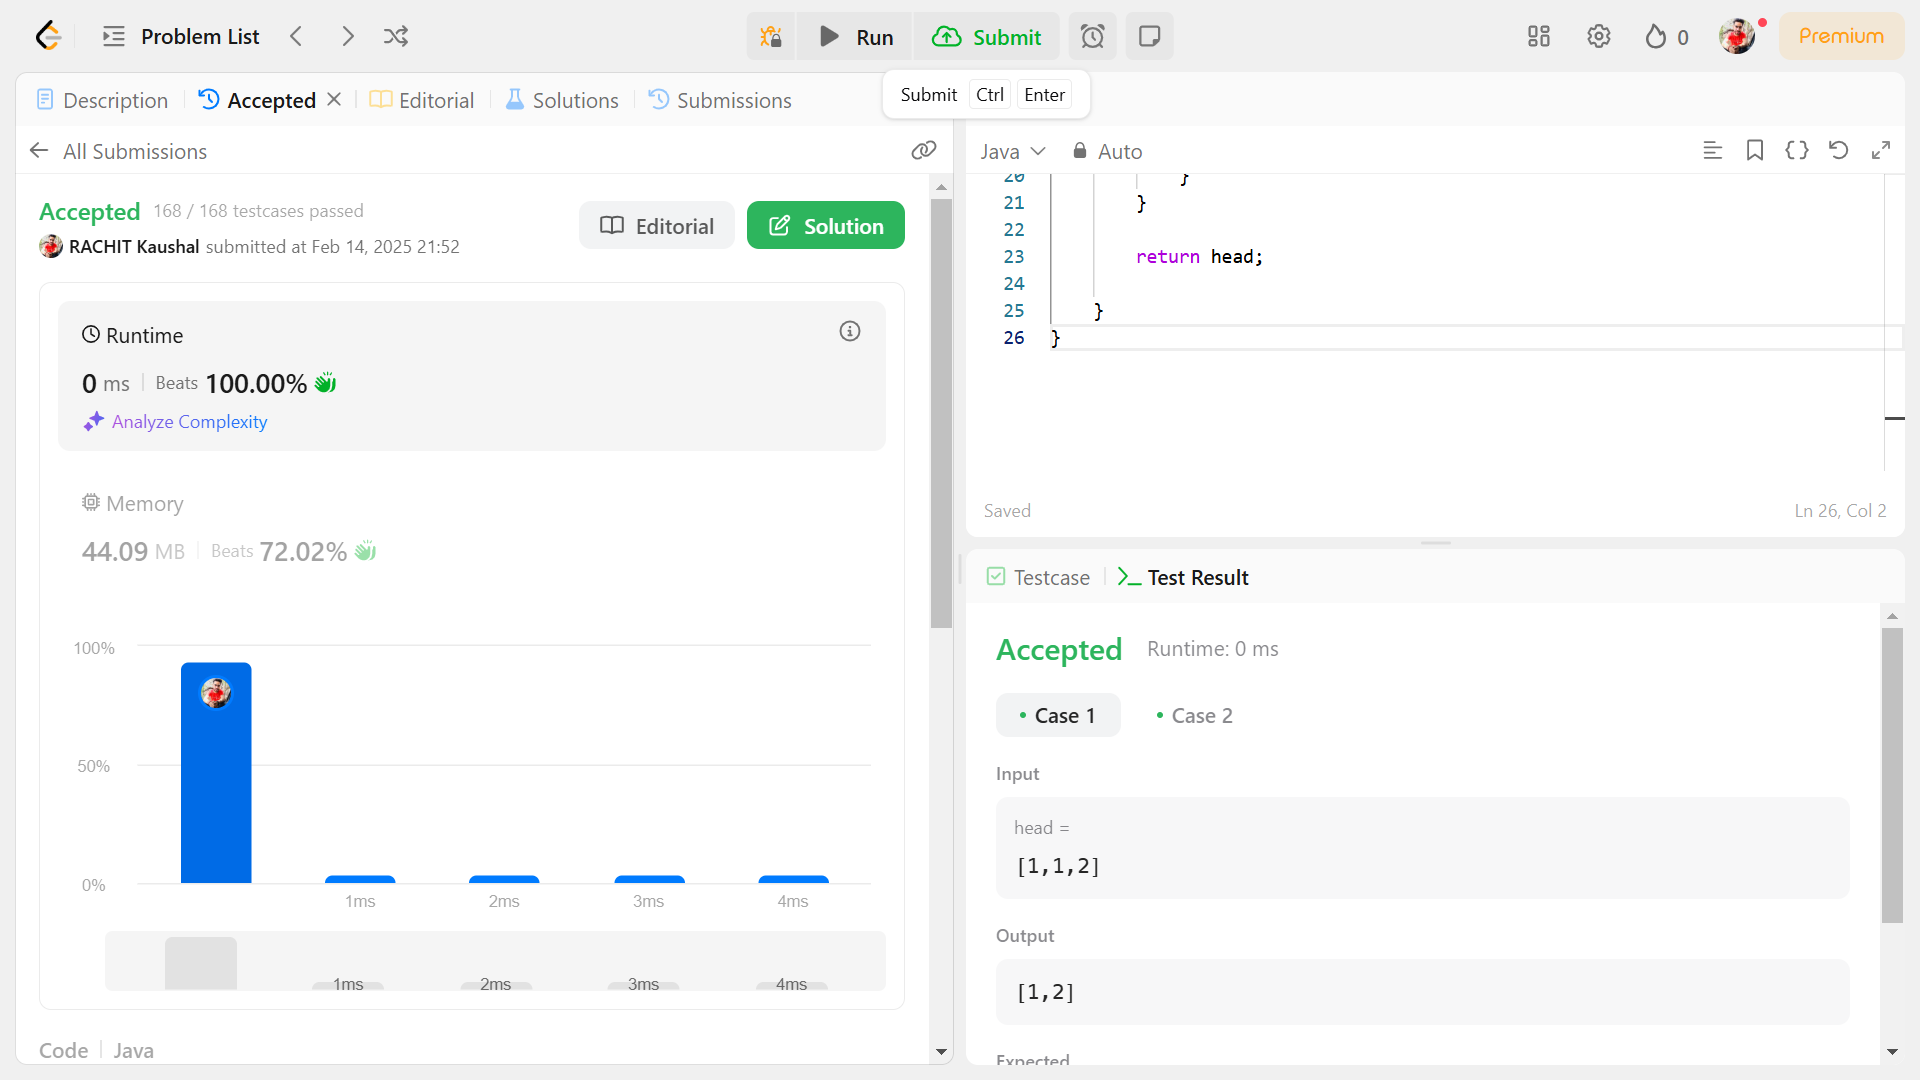 Problem List
Run
Submit
0
Premium
Description
Accepted
Editorial
Solutions
Submissions
Submit Ctrl Enter
All Submissions
Java
Auto
Accepted 168 / 168 testcases passed
RACHIT Kaushal submitted at Feb 14, 2025 21:52
Editorial
Solution
Runtime
0 ms Beats 100.00%
Analyze Complexity
Memory
44.09 MB Beats 72.02%
100%
50%
0%
1ms 2ms 3ms 4ms
1ms 2ms 3ms 4ms
Code Java
20 }
21 }
22
23 return head;
24
25 }
26 }
Saved
Ln 26, Col 2
Testcase
>_ Test Result
Accepted Runtime: 0 ms
• Case 1 • Case 2
Input
head =
[1,1,2]
Output
[1,2]
Expected